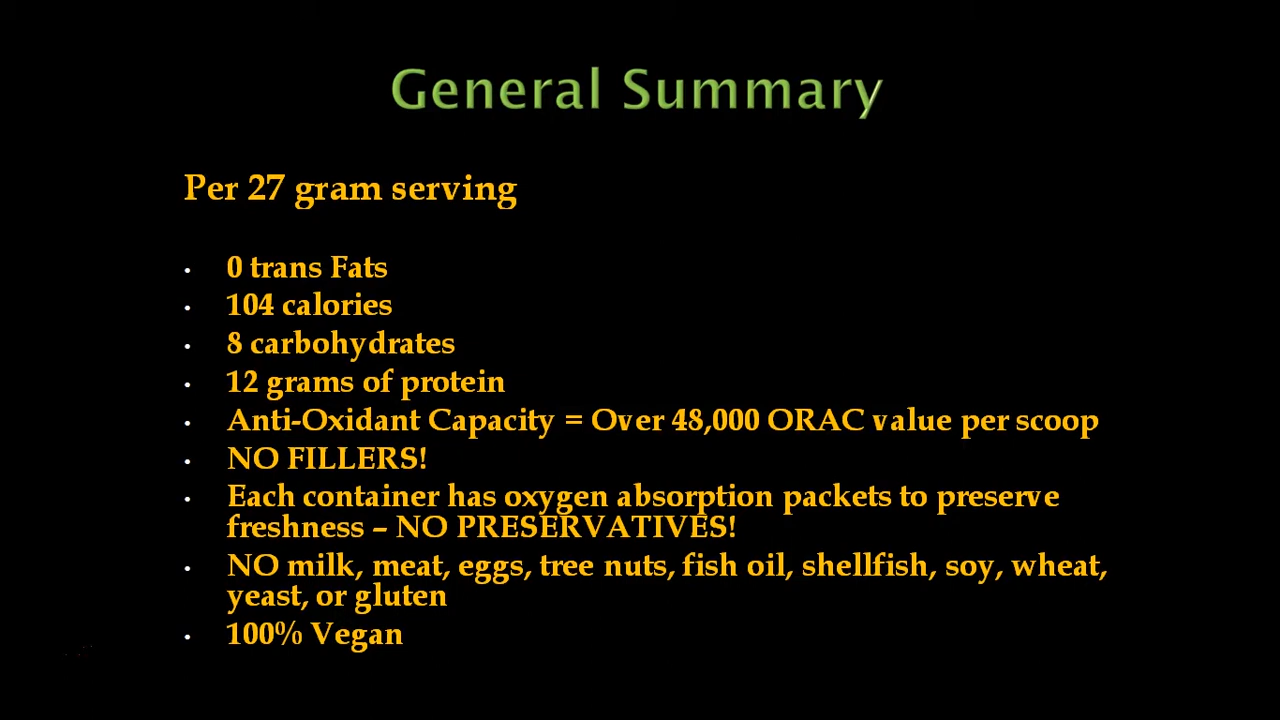 General Summary
Per 27 gram serving
• 0 trans Fats
• 104 calories
• 8 carbohydrates
• 12 grams of protein
• Anti-Oxidant Capacity = Over 48,000 ORAC value per scoop
• NO FILLERS!
• Each container has oxygen absorption packets to preserve
freshness – NO PRESERVATIVES!
• NO milk, meat, eggs, tree nuts, fish oil, shellfish, soy, wheat,
yeast, or gluten
• 100% Vegan